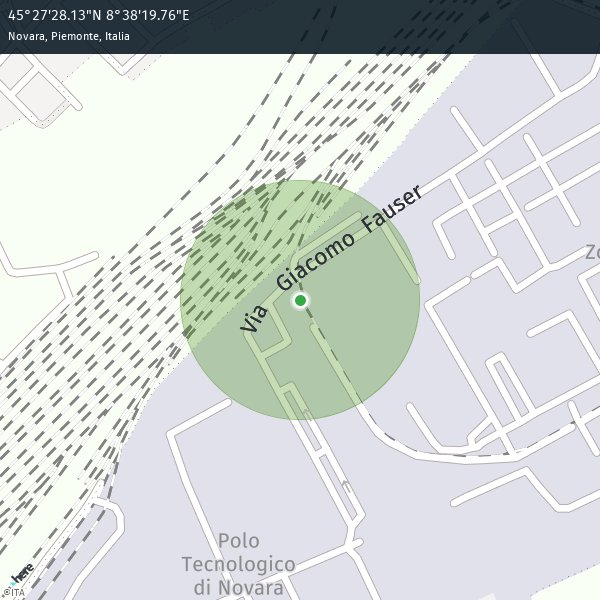 45°27'28.13"N 8°38'19.76"E
Novara, Piemonte, Italia
Via Giacomo Fauser
Polo
Tecnologico
di Novara
here
©ITA